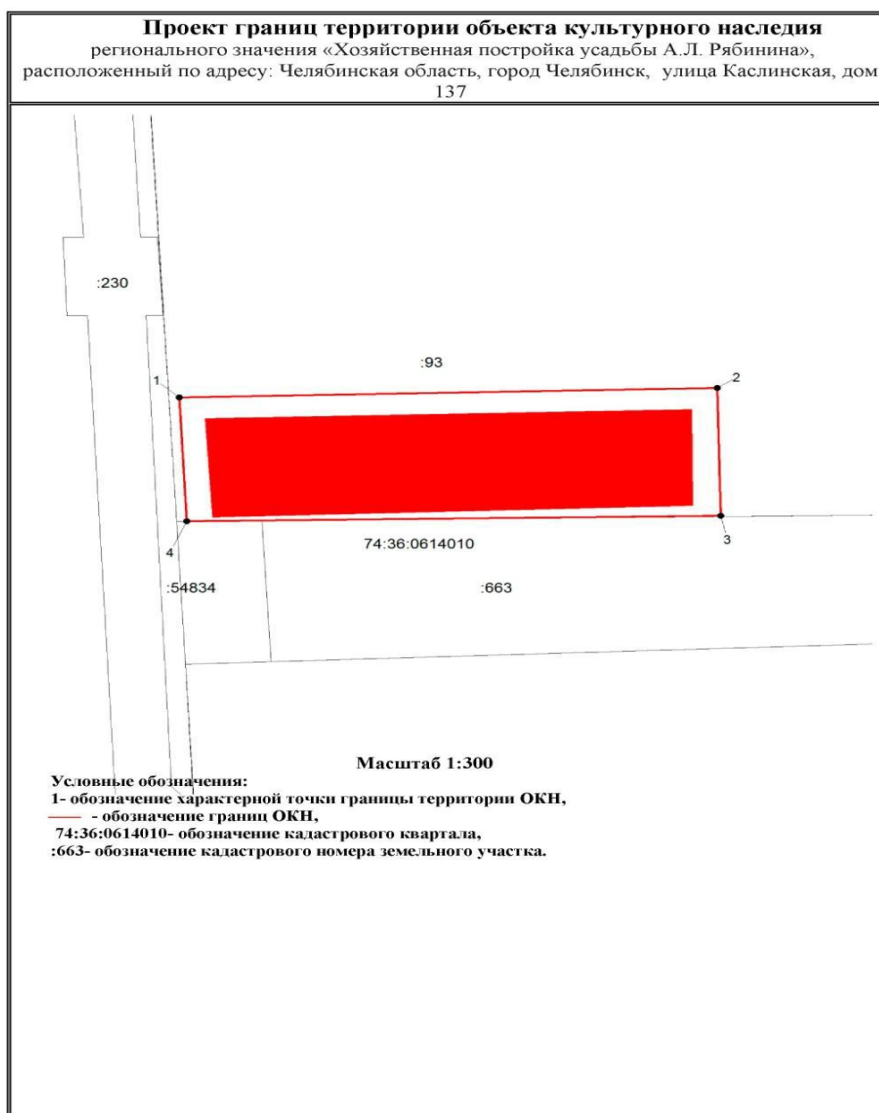 Проект границ территории объекта культурного наследия
регионального значения «Хозяйственная постройка усадьбы А.Л. Рябинина»,
расположенный по адресу: Челябинская область, город Челябинск, улица Каслинская, дом
137
:230
:93
1
2
4
74:36:0614010
3
:54834
:663
Масштаб 1:300
Условные обозначения:
1- обозначение характерной точки границы территории ОКН,
- обозначение границ ОКН,
74:36:0614010- обозначение кадастрового квартала,
:663- обозначение кадастрового номера земельного участка.